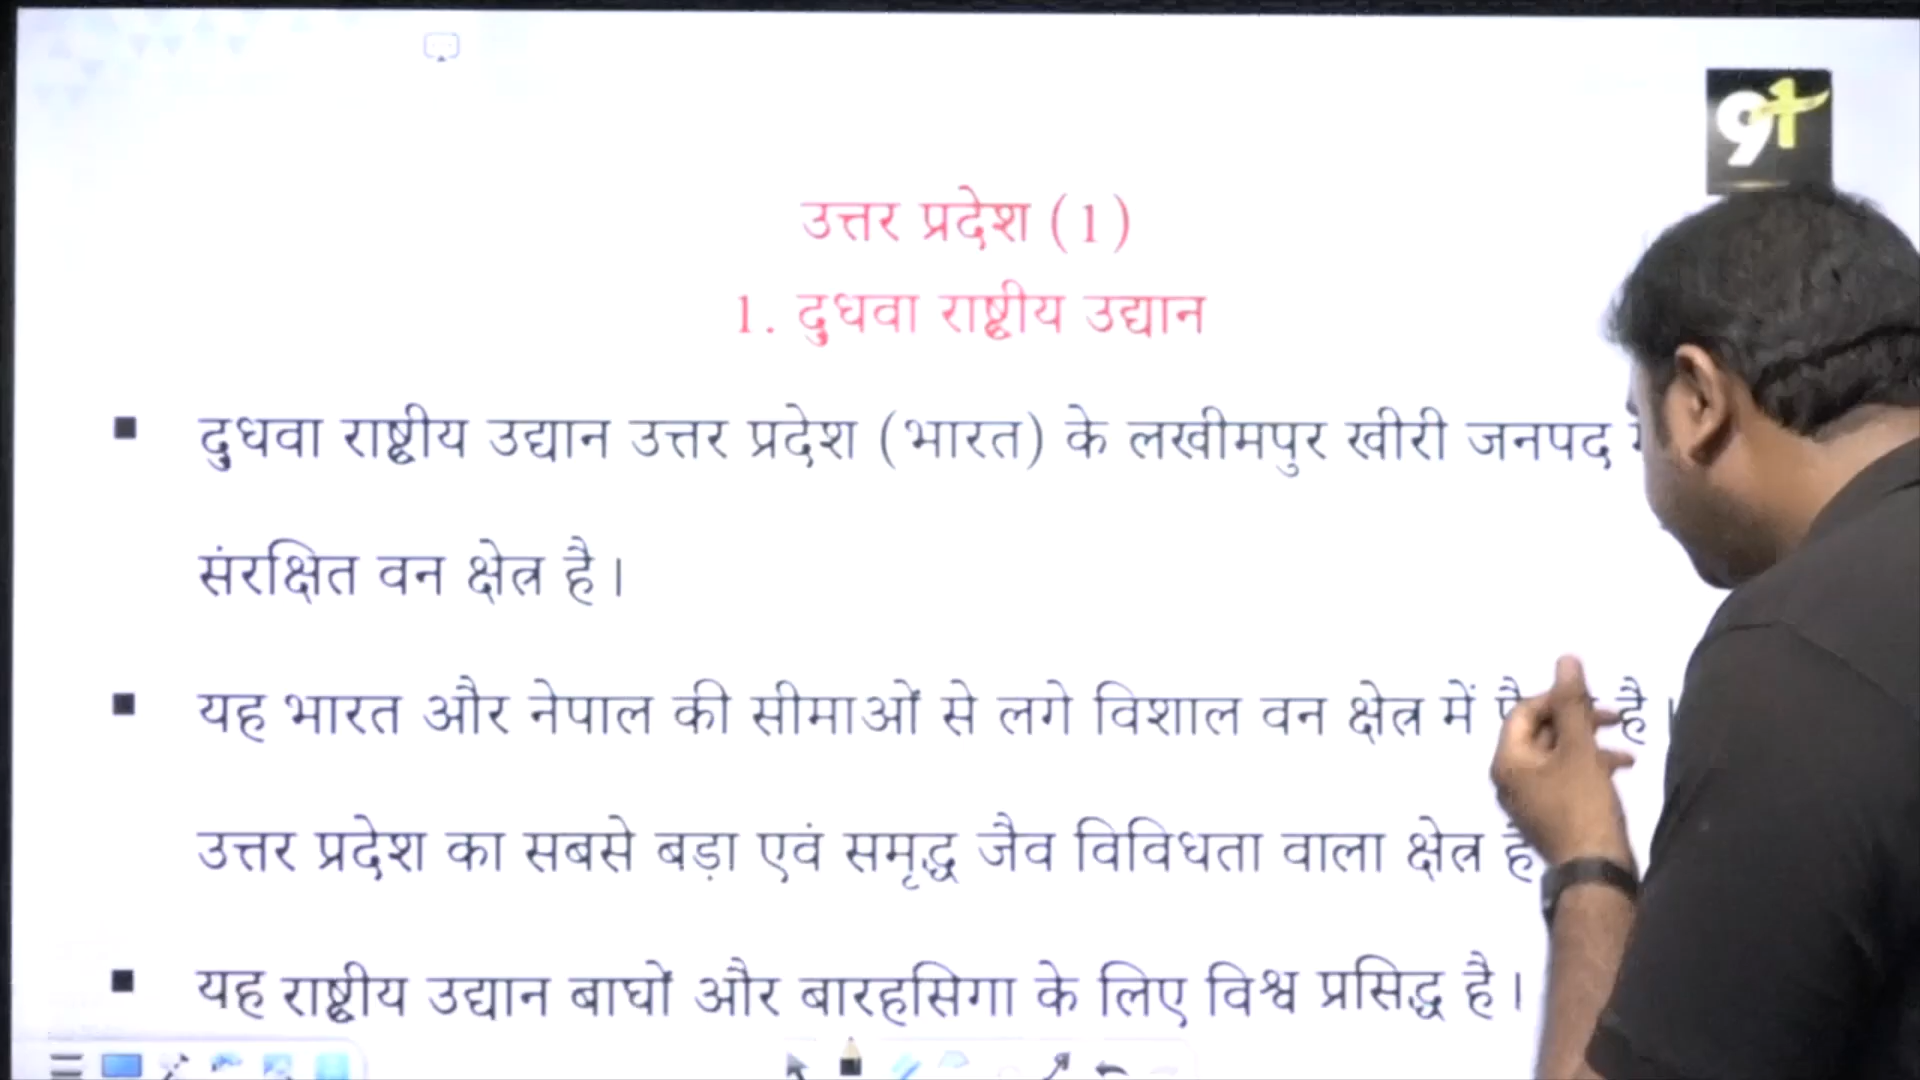 9+
उत्तर प्रदेश (1)
1. दुधवा राष्ट्रीय उद्यान
▪ दुधवा राष्ट्रीय उद्यान उत्तर प्रदेश (भारत) के लखीमपुर खीरी जनपद
संरक्षित वन क्षेत्र है।
▪ यह भारत और नेपाल की सीमाओं से लगे विशाल वन क्षेत्र में है।
उत्तर प्रदेश का सबसे बड़ा एवं समृद्ध जैव विविधता वाला क्षेत्र है
▪ यह राष्ट्रीय उद्यान बाघों और बारहसिगा के लिए विश्व प्रसिद्ध है।